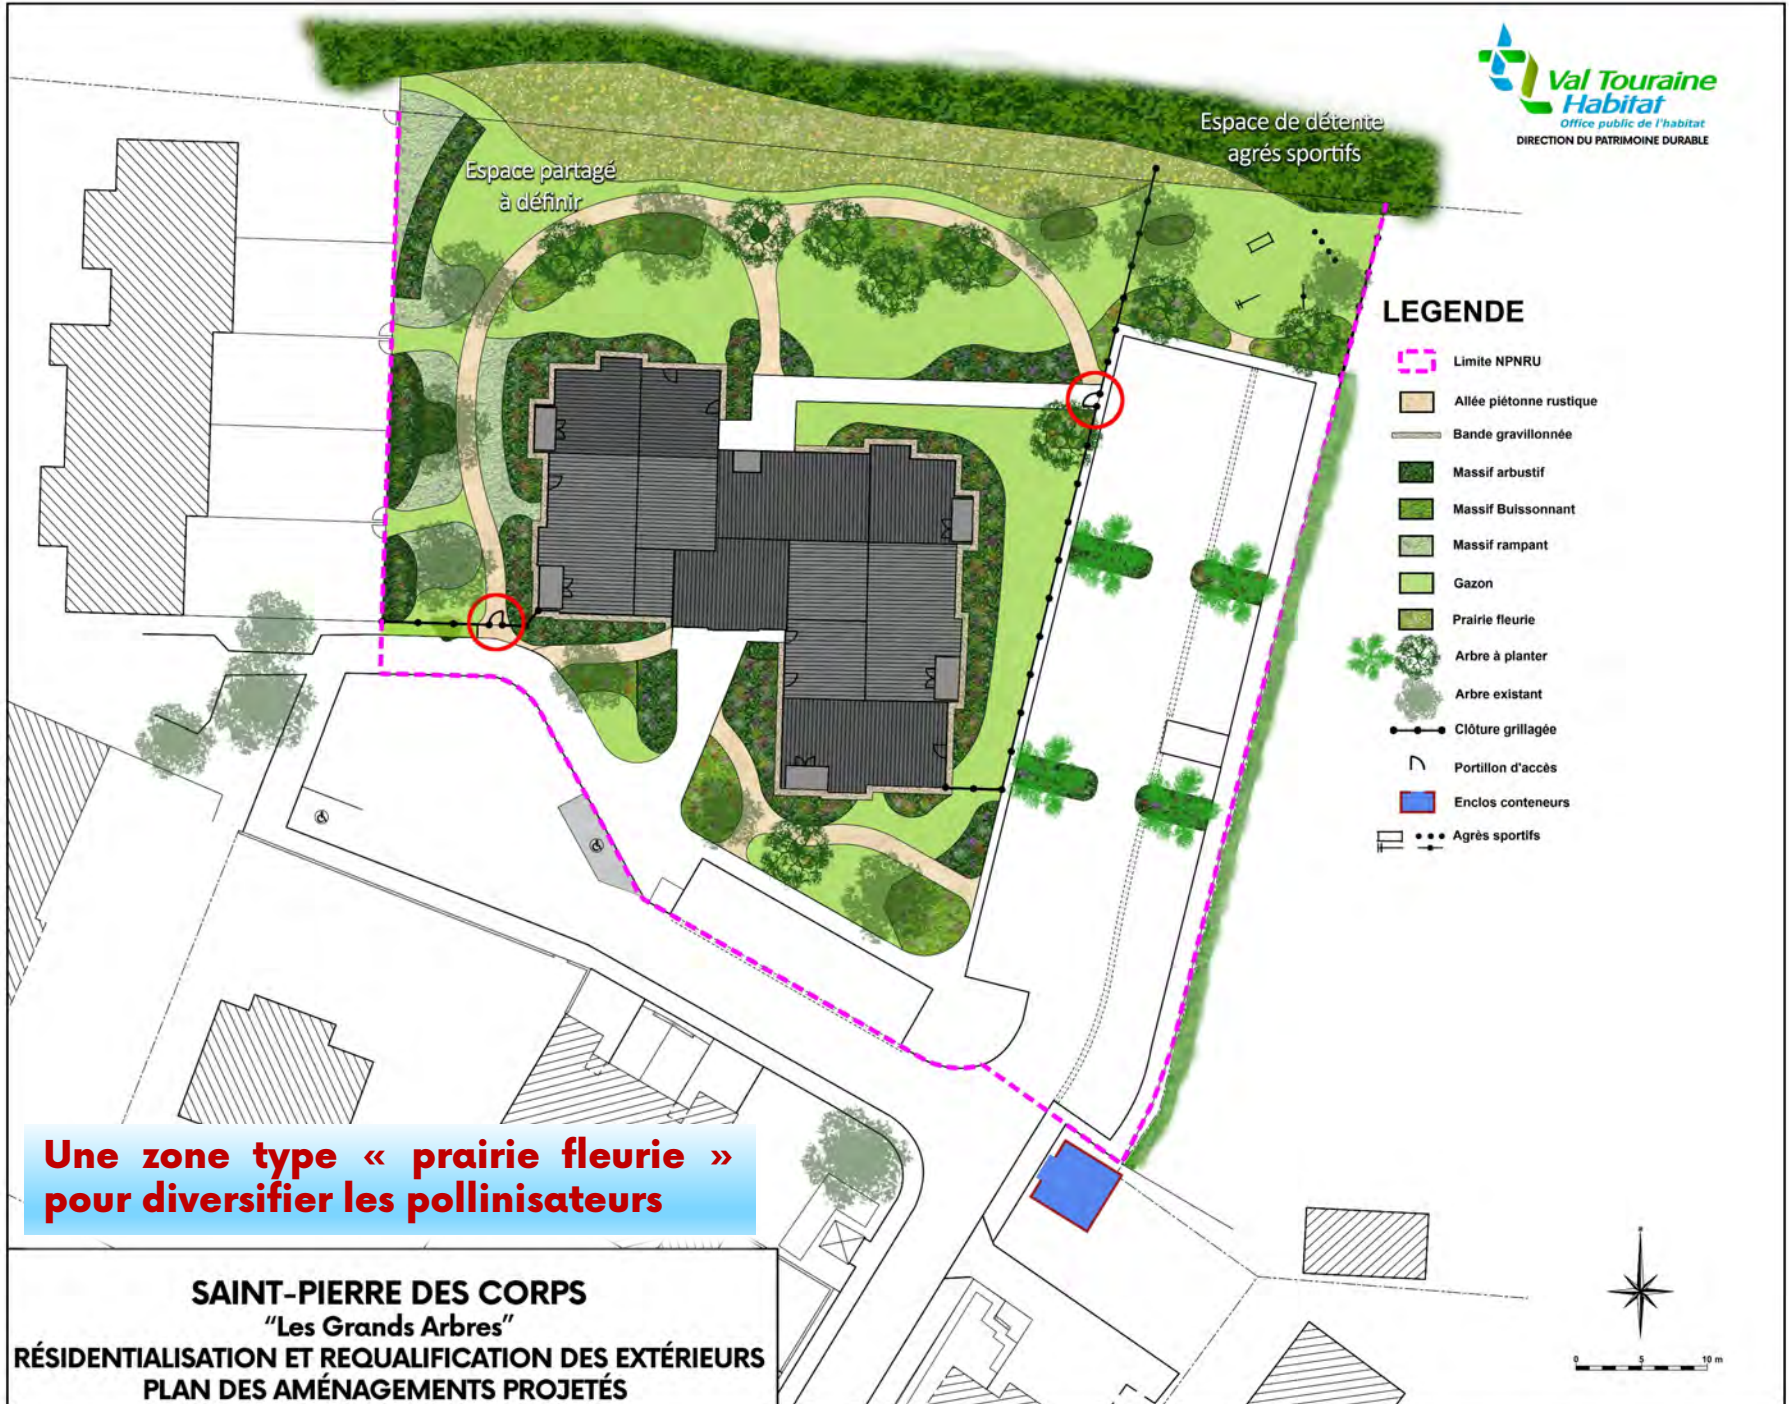 Val Touraine
Habitat
Office public de l'habitat
DIRECTION DU PATRIMOINE DURABLE
Espace de détente
agrés sportifs
Espace partagé
à définir
LEGENDE
Limite NPNRU
Allée piétonne rustique
Bande gravillonnée
Massif arbustif
Massif Buissonnant
Massif rampant
Gazon
Prairie fleurie
Arbre à planter
Arbre existant
Clôture grillagée
Portillon d'accès
Enclos conteneurs
Agrès sportifs
Une zone type « prairie fleurie »
pour diversifier les pollinisateurs
SAINT-PIERRE DES CORPS
"Les Grands Arbres"
RÉSIDENTIALISATION ET REQUALIFICATION DES EXTÉRIEURS
PLAN DES AMÉNAGEMENTS PROJETÉS
0 5 10 m